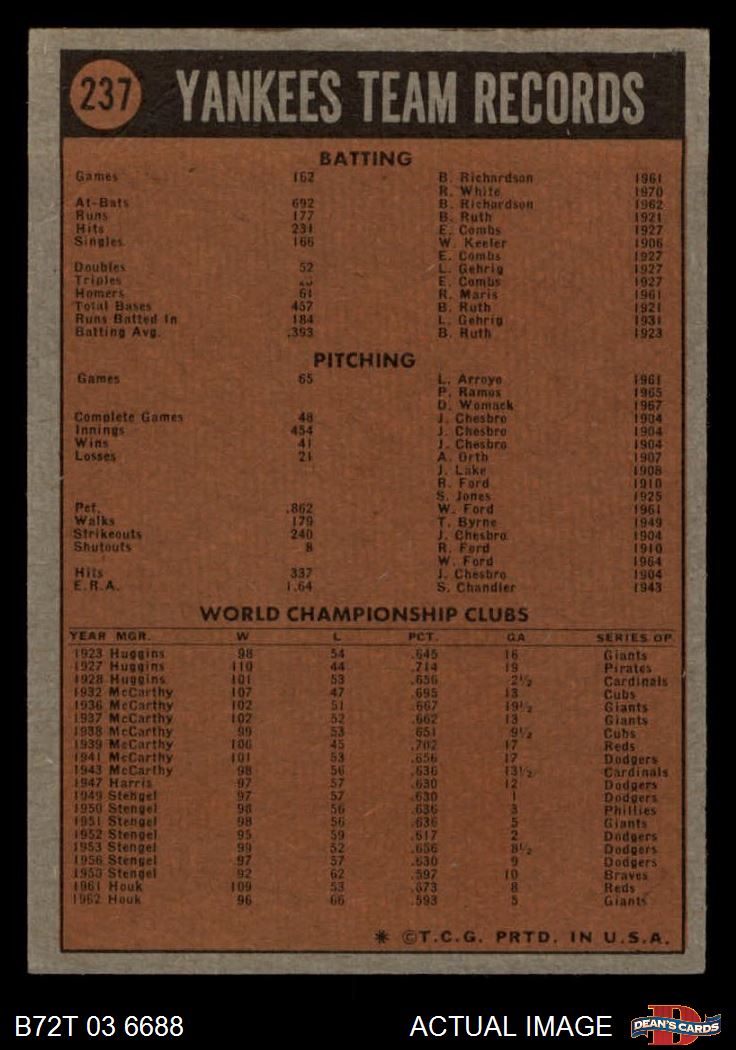 237 YANKEES TEAM RECORDS
BATTING
Games 162 B. Richardson 1961
R. White 1970
At-Bats 692 B. Richardson 1962
Runs 177 B. Ruth 1921
Hits 231 E. Combs 1927
Singles 166 W. Keeler 1906
E. Combs 1927
Doubles 52 L. Gehrig 1927
Triples E. Combs 1927
Homers 61 R. Maris 1961
Total Bases 457 B. Ruth 1921
Runs Batted In 184 L. Gehrig 1931
Batting Avg. .393 B. Ruth 1923
PITCHING
Games 65 L. Arroyo 1961
P. Ramos 1965
D. Womack 1967
Complete Games 48 J. Chesbro 1904
Innings 454 J. Chesbro 1904
Wins 41 J. Chesbro 1904
Losses 21 A. Orth 1907
J. Lake 1908
R. Ford 1910
S. Jones 1925
Pct. .862 W. Ford 1961
Walks 179 T. Byrne 1949
Strikeouts 240 J. Chesbro 1904
Shutouts 8 R. Ford 1910
W. Ford 1964
Hits 337 J. Chesbro 1904
E.R.A. 1.64 S. Chandler 1943
WORLD CHAMPIONSHIP CLUBS
YEAR MGR. W L PCT. GA SERIES OP.
1923 Huggins 98 54 .645 16 Giants
1927 Huggins 110 44 .714 19 Pirates
1928 Huggins 101 53 .656 2½ Cardinals
1932 McCarthy 107 47 .695 13 Cubs
1936 McCarthy 102 51 .667 19½ Giants
1937 McCarthy 102 52 .662 13 Giants
1938 McCarthy 99 53 .651 9½ Cubs
1939 McCarthy 106 45 .702 17 Reds
1941 McCarthy 101 53 .656 17 Dodgers
1943 McCarthy 98 56 .636 13½ Cardinals
1947 Harris 97 57 .630 12 Dodgers
1949 Stengel 97 57 .630 1 Dodgers
1950 Stengel 98 56 .636 3 Phillies
1951 Stengel 98 56 .636 5 Giants
1952 Stengel 95 59 .617 2 Dodgers
1953 Stengel 99 52 .656 8½ Dodgers
1956 Stengel 97 57 .630 9 Dodgers
Stengel 92 62 .597 10 Braves
1961 Houk 109 53 .673 8 Reds
1962 Houk 96 66 .593 5 Giants
* ©T.C.G. PRTD. IN U.S.A.
B72T 03 6688 ACTUAL IMAGE DEAN'S CARDS